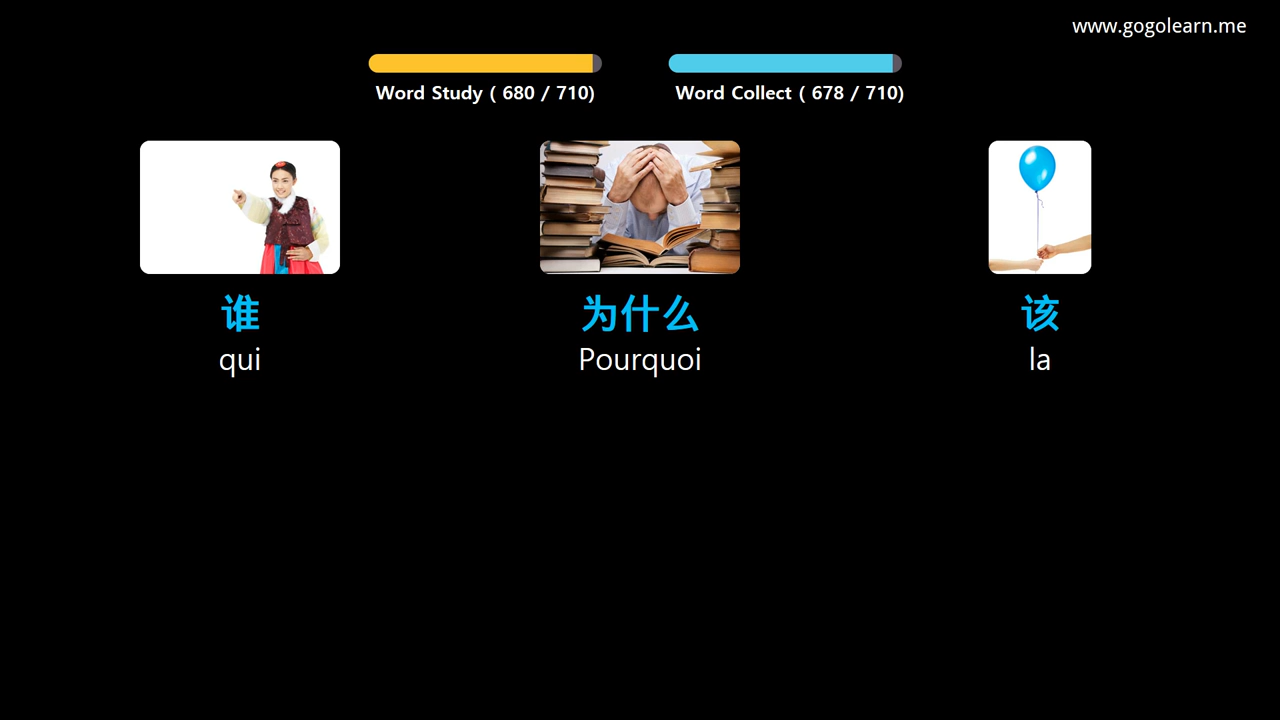 www.gogolearn.me
Word Study ( 680 / 710)
Word Collect ( 678 / 710)
谁
qui
为什么
Pourquoi
该
la